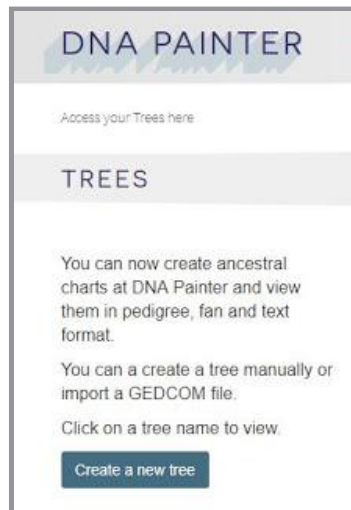 DNA PAINTER
Access your Trees here
TREES
You can now create ancestral
charts at DNA Painter and view
them in pedigree, fan and text
format.
You can a create a tree manually or
import a GEDCOM file.
Click on a tree name to view.
Create a new tree